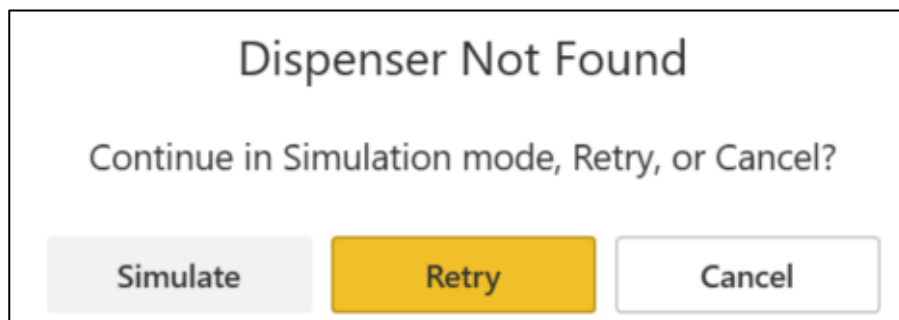 Dispenser Not Found
Continue in Simulation mode, Retry, or Cancel?
Simulate Retry Cancel